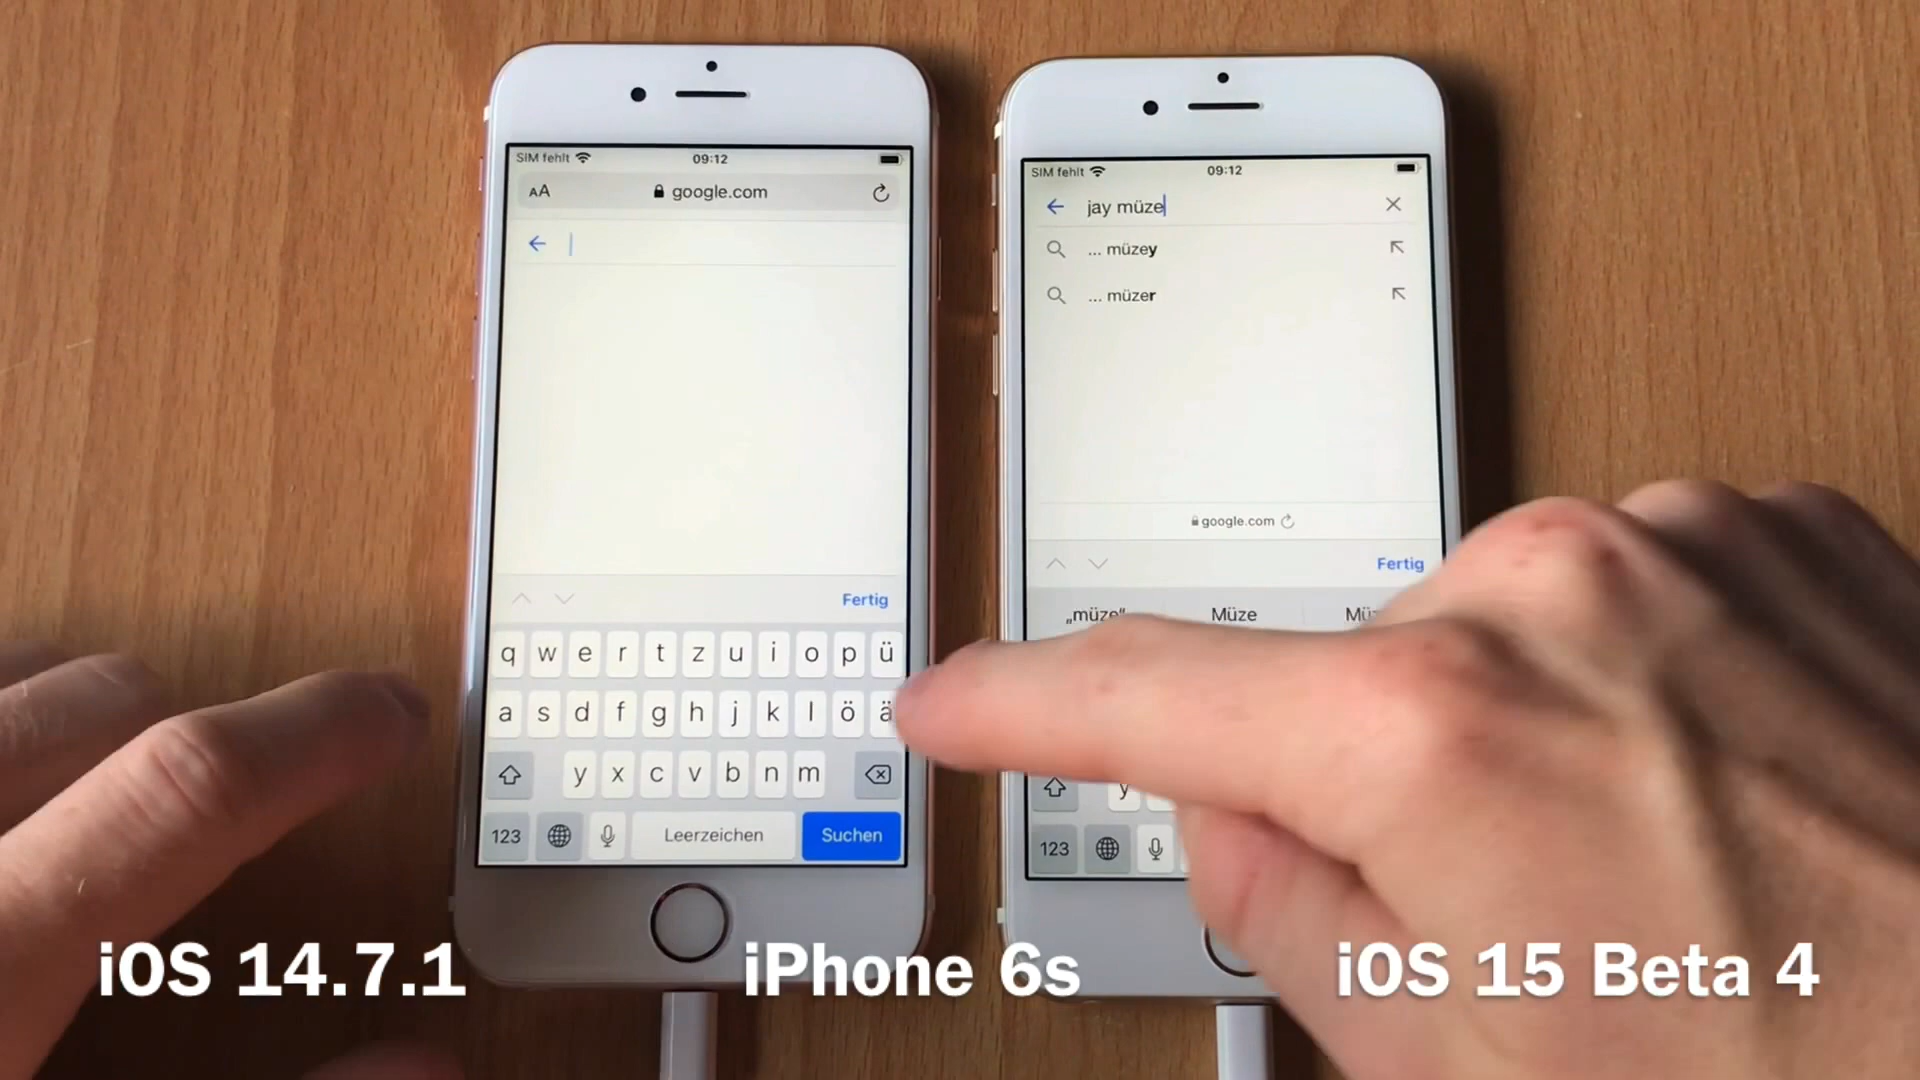 SIM fehlt 09:12
AA google.com
Fertig
q w e r t z u i o p ü
a s d f g h j k l ö ä
y x c v b n m
123 Leerzeichen Suchen
SIM fehlt 09:12
jay müze
... müzey
... müzer
google.com
Fertig
„müze“ Müze
y
123
iOS 14.7.1 iPhone 6s iOS 15 Beta 4